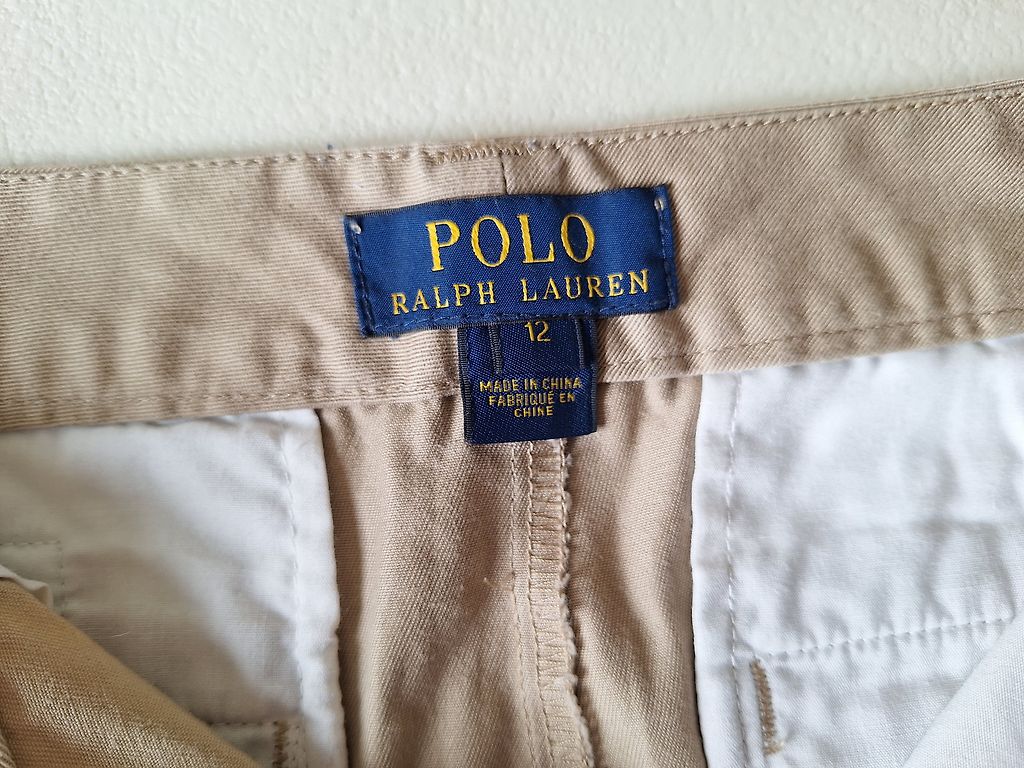 POLO
RALPH LAUREN
12
MADE IN CHINA
FABRIQUÉ EN
CHINE